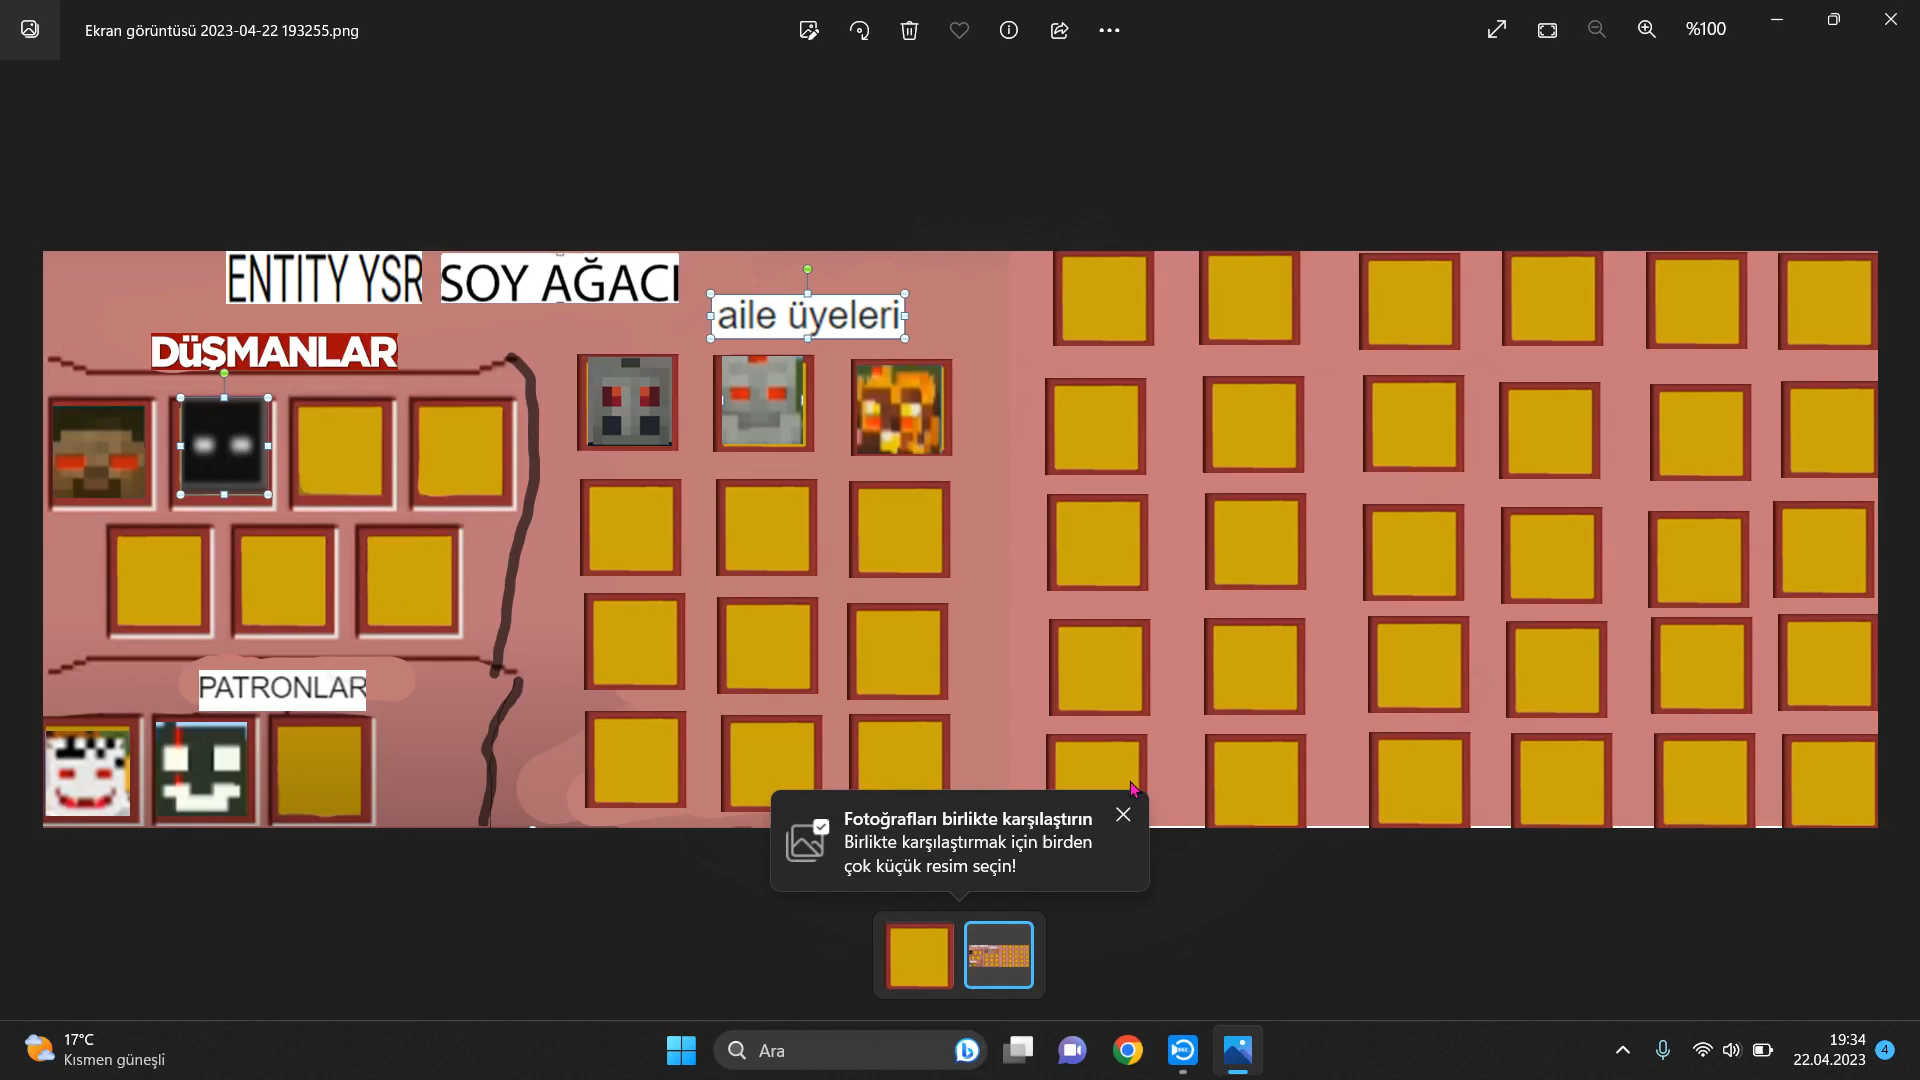 Ekran görüntüsü 2023-04-22 193255.png
%100
ENTITY YSR
SOY AĞACI
aile üyeleri
DüŞMANLAR
PATRONLAR
Fotoğrafları birlikte karşılaştırın
Birlikte karşılaştırmak için birden
çok küçük resim seçin!
17°C
Kısmen güneşli
Ara
19:34
22.04.2023
4